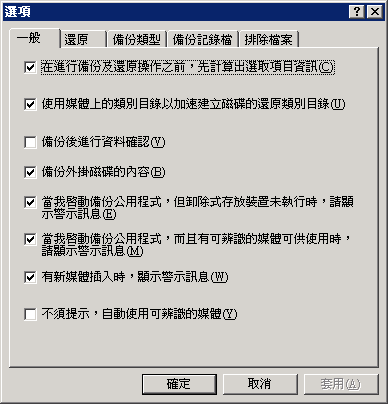 選項
一般 還原 備份類型 備份記錄檔 排除檔案
在進行備份及還原操作之前，先計算出選取項目資訊(C)
使用媒體上的類別目錄以加速建立磁碟的還原類別目錄(U)
備份後進行資料確認(V)
備份外掛磁碟的內容(B)
當我啟動備份公用程式，但卸除式存放裝置未執行時，請顯
示警示訊息(E)
當我啟動備份公用程式，而且有可辨識的媒體可供使用時，
請顯示警示訊息(M)
有新媒體插入時，顯示警示訊息(W)
不須提示，自動使用可辨識的媒體(Y)
確定 取消 套用(A)